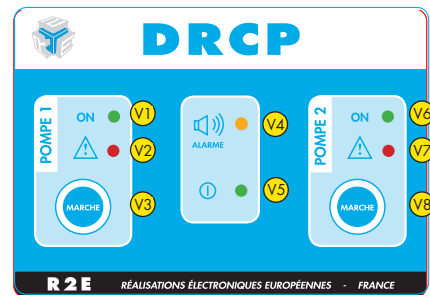 DRCP
POMPE 1
ON V1
V2
MARCHE V3
V4
ALARME
V5
POMPE 2
ON V6
V7
MARCHE V8
R2E RÉALISATIONS ÉLECTRONIQUES EUROPÉENNES - FRANCE